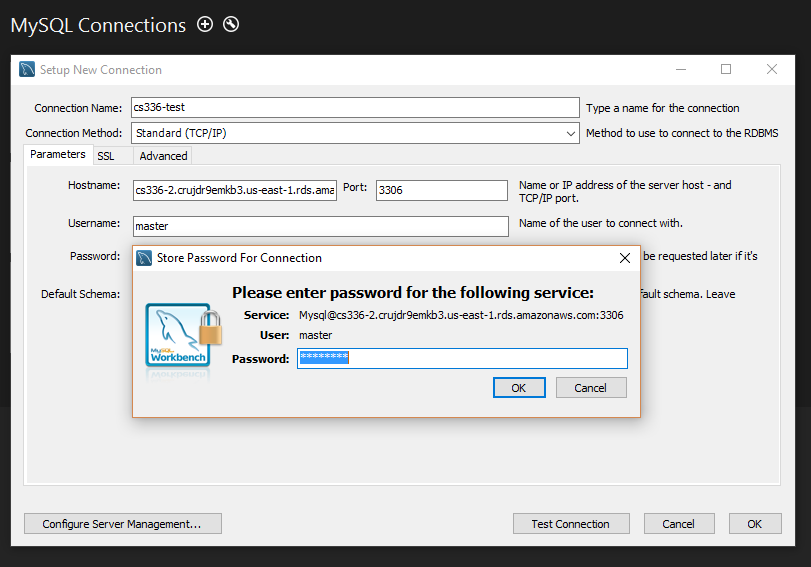 MySQL Connections
Setup New Connection
Connection Name: cs336-test Type a name for the connection
Connection Method: Standard (TCP/IP) Method to use to connect to the RDBMS
Parameters SSL Advanced
Hostname: cs336-2.crujdr9emkb3.us-east-1.rds.ama Port: 3306 Name or IP address of the server host - and
TCP/IP port.
Username: master Name of the user to connect with.
Password: be requested later if it's
Default Schema: fault schema. Leave
Store Password For Connection
Please enter password for the following service:
Service: Mysql@cs336-2.crujdr9emkb3.us-east-1.rds.amazonaws.com:3306
User: master
Password: ********
MySQL
Workbench
OK Cancel
Configure Server Management... Test Connection Cancel OK